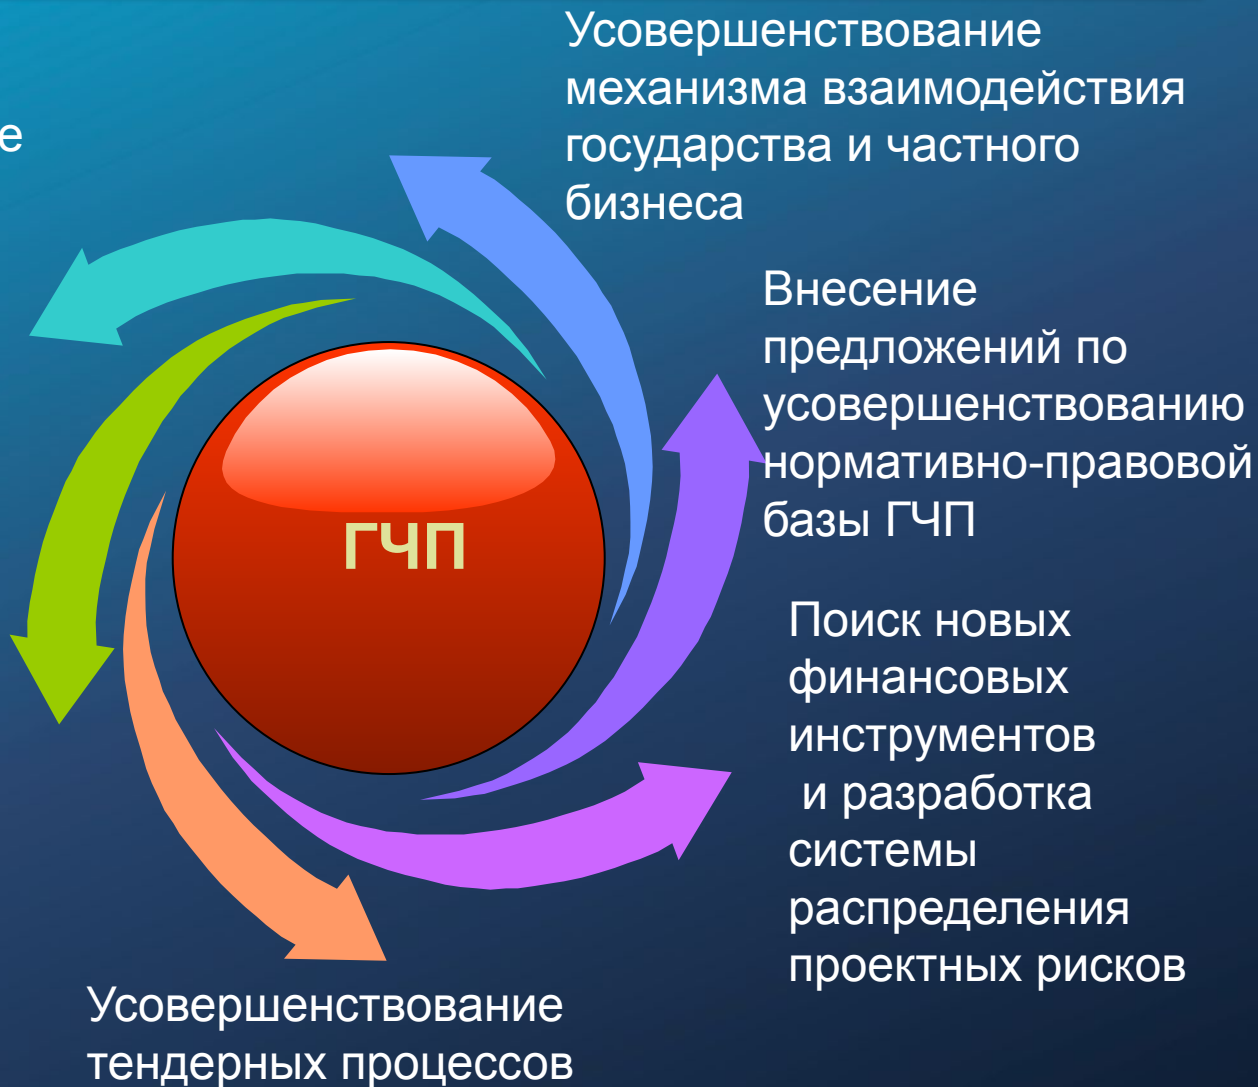 Усовершенствование
механизма взаимодействия
государства и частного
бизнеса
Внесение
предложений по
усовершенствованию
нормативно-правовой
базы ГЧП
ГЧП
Поиск новых
финансовых
инструментов
и разработка
системы
распределения
проектных рисков
Усовершенствование
тендерных процессов